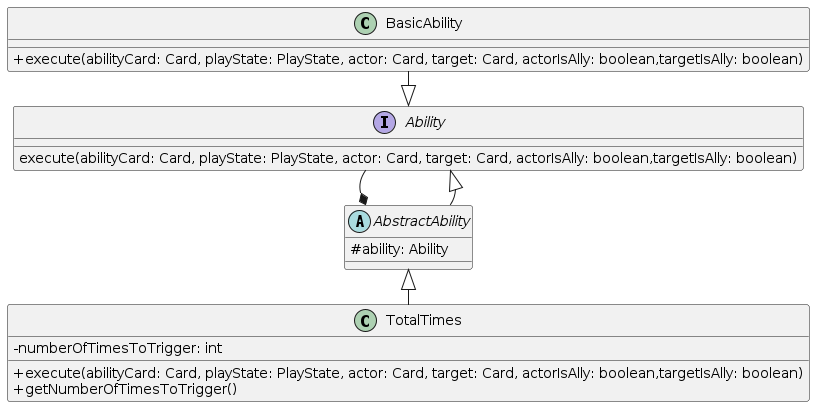 C BasicAbility
+execute(abilityCard: Card, playState: PlayState, actor: Card, target: Card, actorIsAlly: boolean,targetIsAlly: boolean)
I Ability
execute(abilityCard: Card, playState: PlayState, actor: Card, target: Card, actorIsAlly: boolean,targetIsAlly: boolean)
A AbstractAbility
#ability: Ability
C TotalTimes
-numberOfTimesToTrigger: int
+execute(abilityCard: Card, playState: PlayState, actor: Card, target: Card, actorIsAlly: boolean,targetIsAlly: boolean)
+getNumberOfTimesToTrigger()